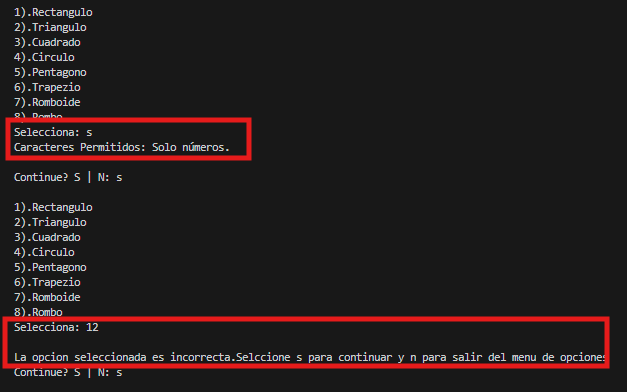 1).Rectangulo
2).Triangulo
3).Cuadrado
4).Circulo
5).Pentagono
6).Trapezio
7).Romboide
8).Rombo
Selecciona: s
Caracteres Permitidos: Solo números.
Continue? S | N: s
1).Rectangulo
2).Triangulo
3).Cuadrado
4).Circulo
5).Pentagono
6).Trapezio
7).Romboide
8).Rombo
Selecciona: 12
La opcion seleccionada es incorrecta.Selccione s para continuar y n para salir del menu de opciones
Continue? S | N: s